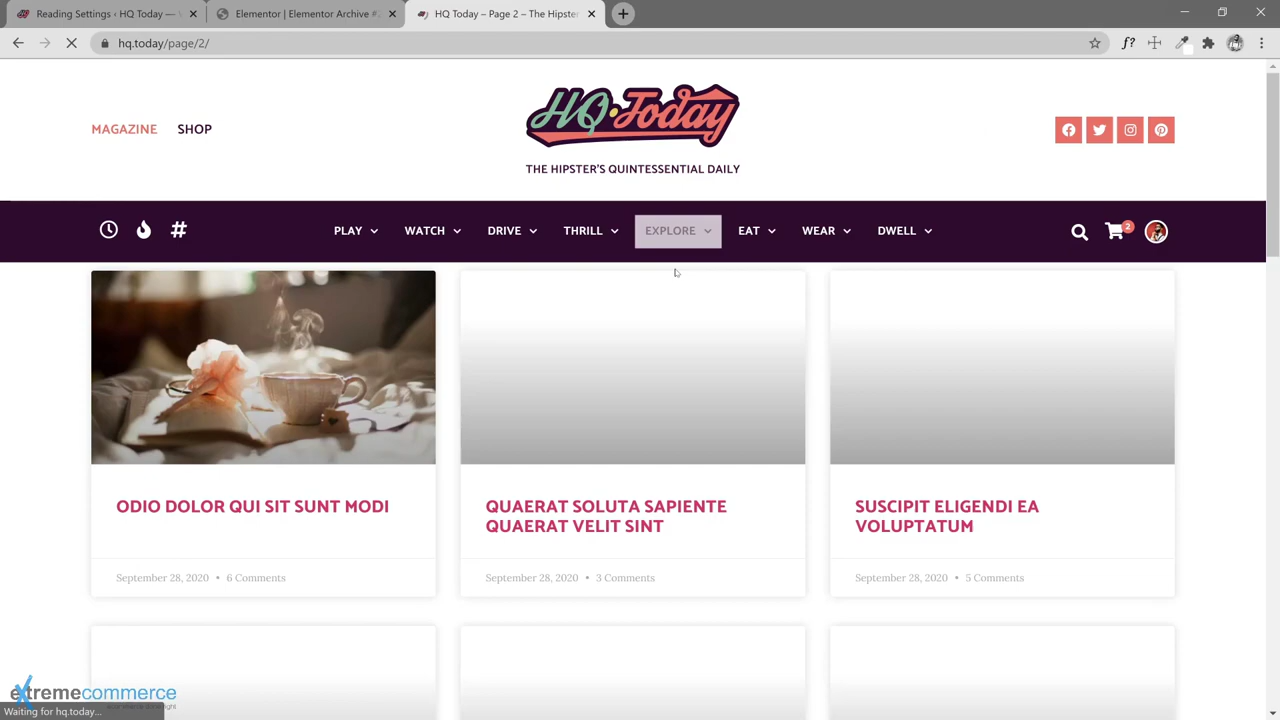 Reading Settings ‹ HQ Today —
Elementor | Elementor Archive #
HQ Today – Page 2 – The Hipster
hq.today/page/2/
f?
MAGAZINE SHOP
HQ Today
THE HIPSTER'S QUINTESSENTIAL DAILY
# PLAY WATCH DRIVE THRILL EXPLORE EAT WEAR DWELL 2
ODIO DOLOR QUI SIT SUNT MODI
QUAERAT SOLUTA SAPIENTE
QUAERAT VELIT SINT
SUSCIPIT ELIGENDI EA
VOLUPTATUM
September 28, 2020 • 6 Comments
September 28, 2020 • 3 Comments
September 28, 2020 • 5 Comments
extremecommerce
Waiting for hq.today...